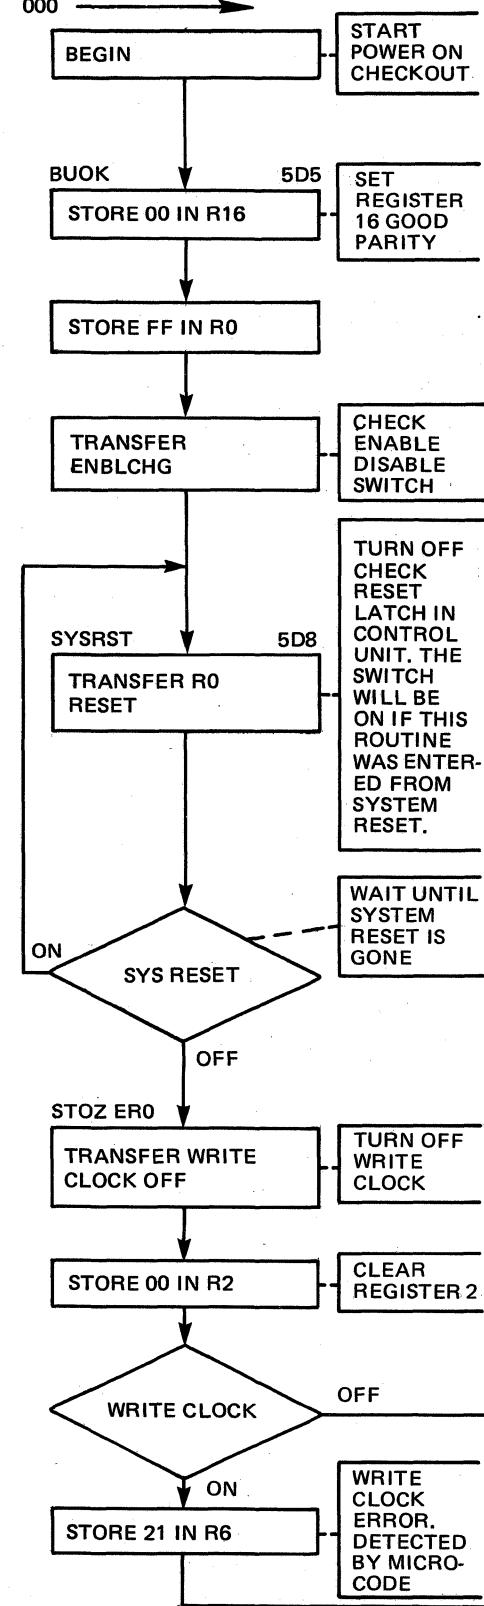 000
BEGIN
START
POWER ON
CHECKOUT
BUOK
5D5
STORE 00 IN R16
SET
REGISTER
16 GOOD
PARITY
STORE FF IN R0
TRANSFER
ENBLCHG
CHECK
ENABLE
DISABLE
SWITCH
SYSRST
5D8
TRANSFER R0
RESET
TURN OFF
CHECK
RESET
LATCH IN
CONTROL
UNIT. THE
SWITCH
WILL BE
ON IF THIS
ROUTINE
WAS ENTER-
ED FROM
SYSTEM
RESET.
ON
SYS RESET
WAIT UNTIL
SYSTEM
RESET IS
GONE
OFF
STOZ ER0
TRANSFER WRITE
CLOCK OFF
TURN OFF
WRITE
CLOCK
STORE 00 IN R2
CLEAR
REGISTER 2
WRITE CLOCK
OFF
ON
STORE 21 IN R6
WRITE
CLOCK
ERROR.
DETECTED
BY MICRO-
CODE